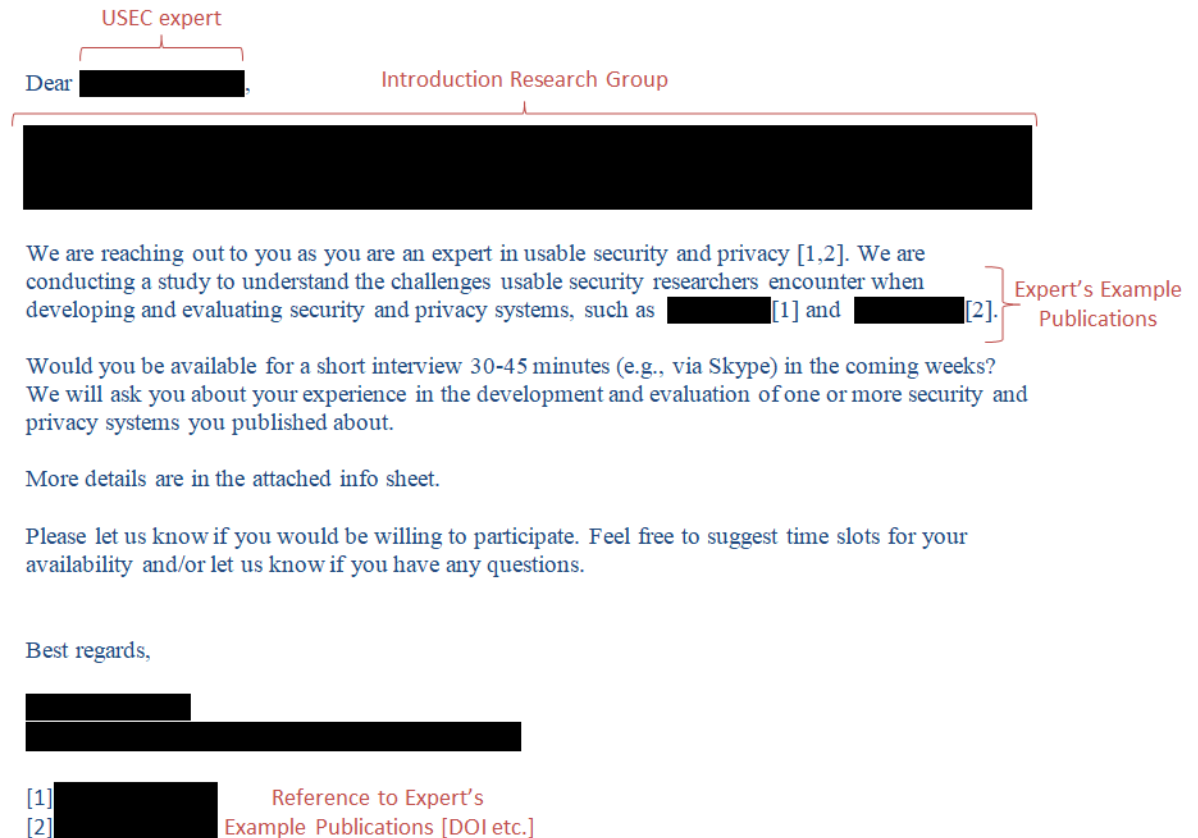 USEC expert
Dear ,
Introduction Research Group
We are reaching out to you as you are an expert in usable security and privacy [1,2]. We are
conducting a study to understand the challenges usable security researchers encounter when
developing and evaluating security and privacy systems, such as [1] and [2].
Expert's Example
Publications
Would you be available for a short interview 30-45 minutes (e.g., via Skype) in the coming weeks?
We will ask you about your experience in the development and evaluation of one or more security and
privacy systems you published about.
More details are in the attached info sheet.
Please let us know if you would be willing to participate. Feel free to suggest time slots for your
availability and/or let us know if you have any questions.
Best regards,
[1]
[2]
Reference to Expert's
Example Publications [DOI etc.]